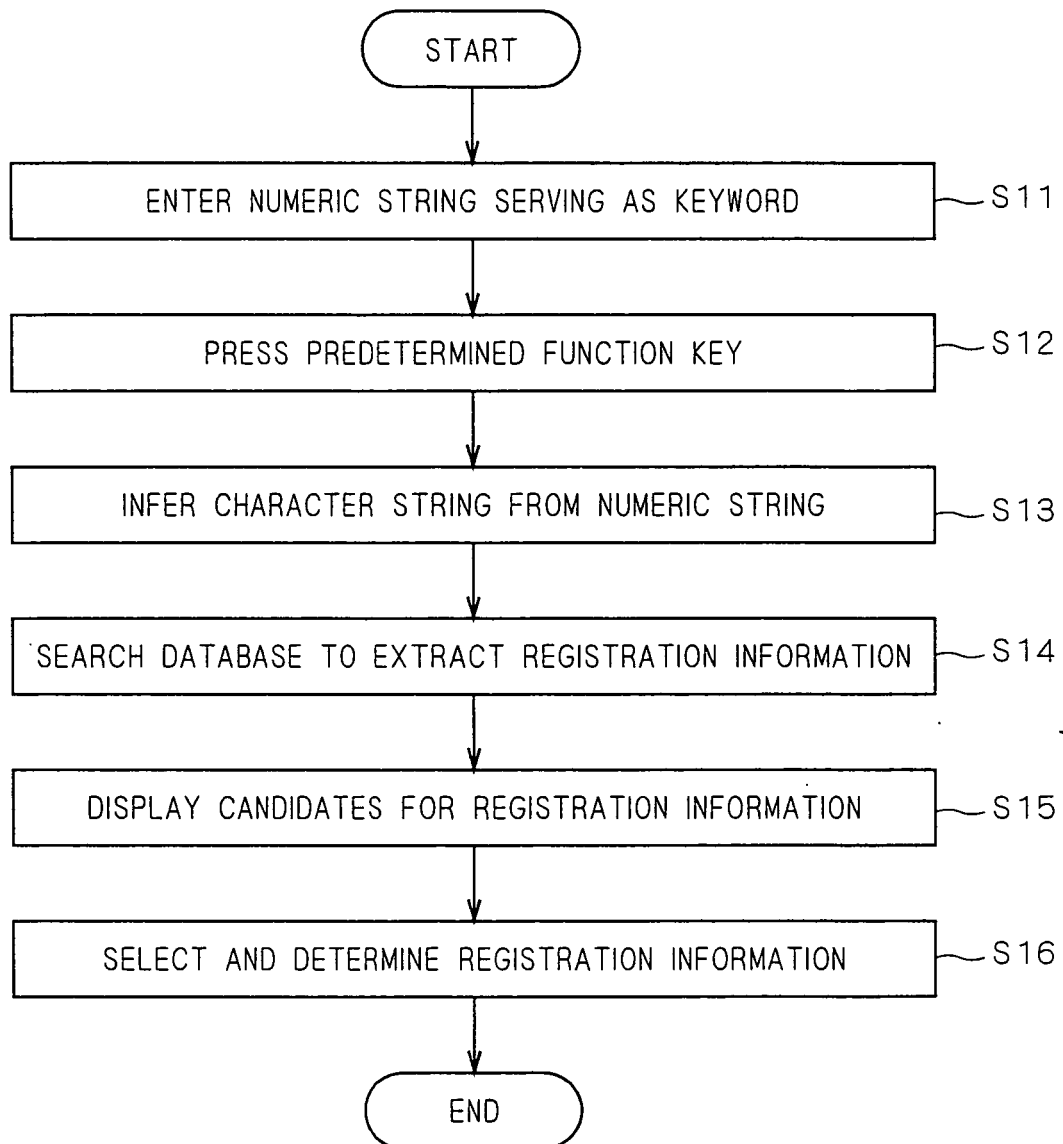 START
ENTER NUMERIC STRING SERVING AS KEYWORD
S11
PRESS PREDETERMINED FUNCTION KEY
S12
INFER CHARACTER STRING FROM NUMERIC STRING
S13
SEARCH DATABASE TO EXTRACT REGISTRATION INFORMATION
S14
DISPLAY CANDIDATES FOR REGISTRATION INFORMATION
S15
SELECT AND DETERMINE REGISTRATION INFORMATION
S16
END